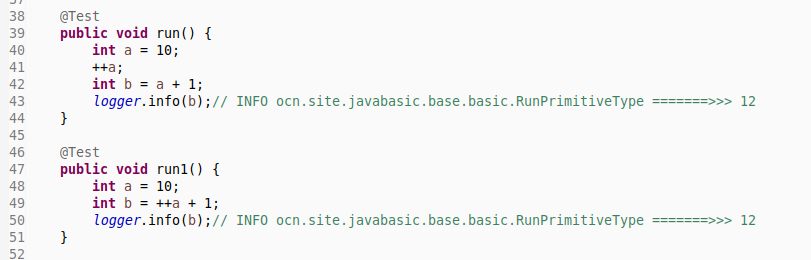 38 @Test
39 public void run() {
40 int a = 10;
41 ++a;
42 int b = a + 1;
43 logger.info(b);// INFO ocn.site.javabasic.base.basic.RunPrimitiveType =======>>> 12
44 }
45
46 @Test
47 public void run1() {
48 int a = 10;
49 int b = ++a + 1;
50 logger.info(b);// INFO ocn.site.javabasic.base.basic.RunPrimitiveType =======>>> 12
51 }
52